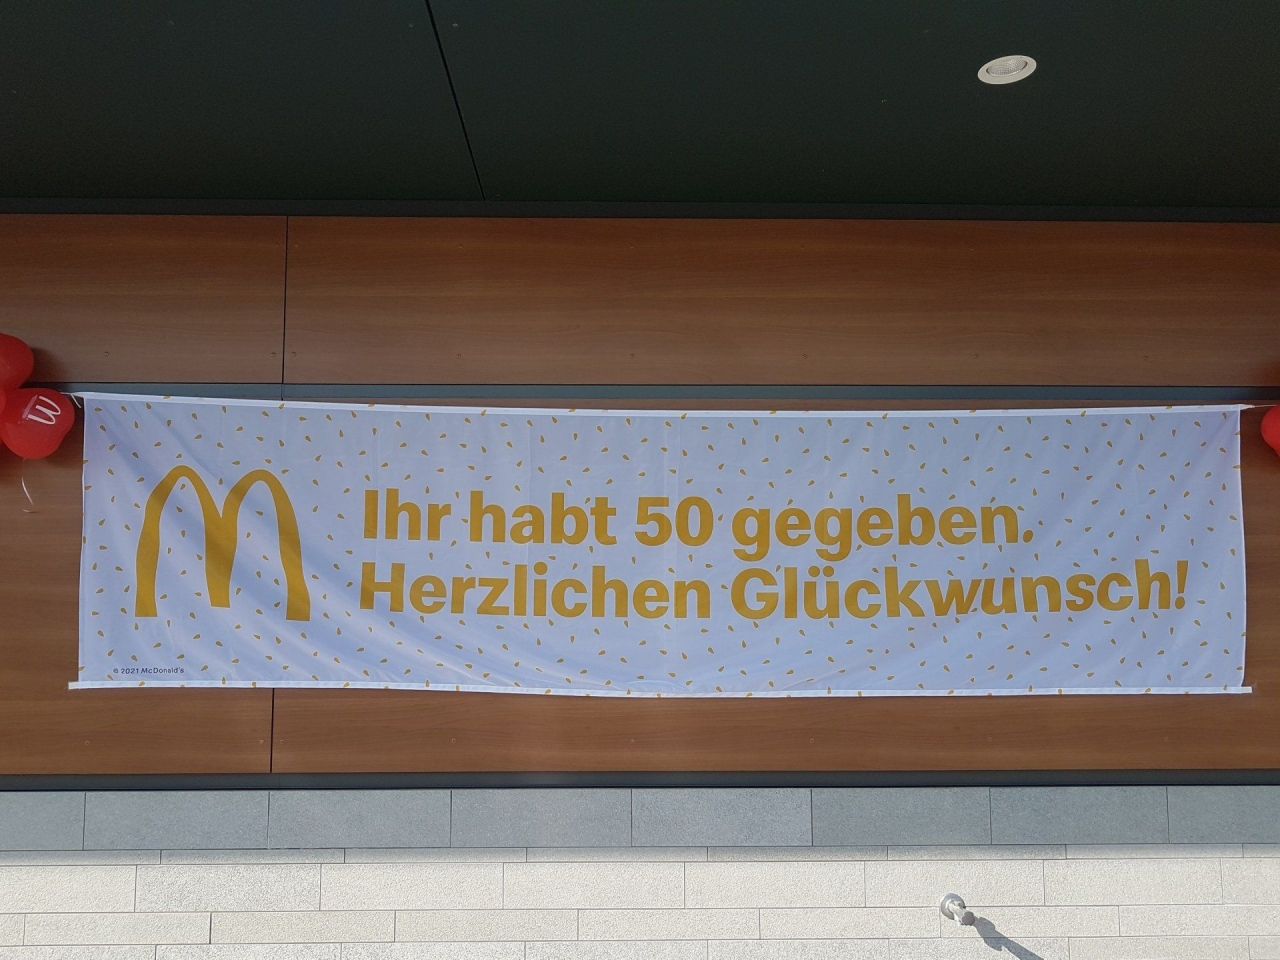 Ihr habt 50 gegeben.
Herzlichen Glückwunsch!
© 2021 McDonald's